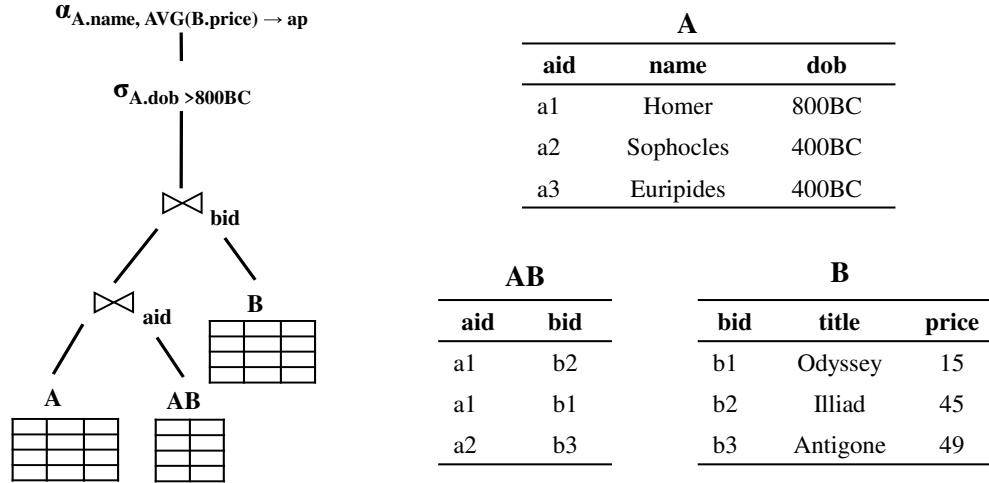 α A.name, AVG(B.price) → ap
σ A.dob >800BC
bid
aid
B
A
AB
A
aid name dob
a1 Homer 800BC
a2 Sophocles 400BC
a3 Euripides 400BC
AB
aid bid
a1 b2
a1 b1
a2 b3
B
bid title price
b1 Odyssey 15
b2 Illiad 45
b3 Antigone 49